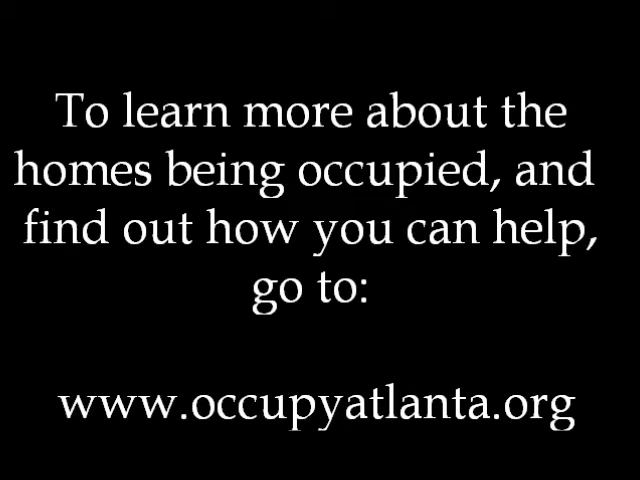 To learn more about the
homes being occupied, and
find out how you can help,
go to:
www.occupyatlanta.org